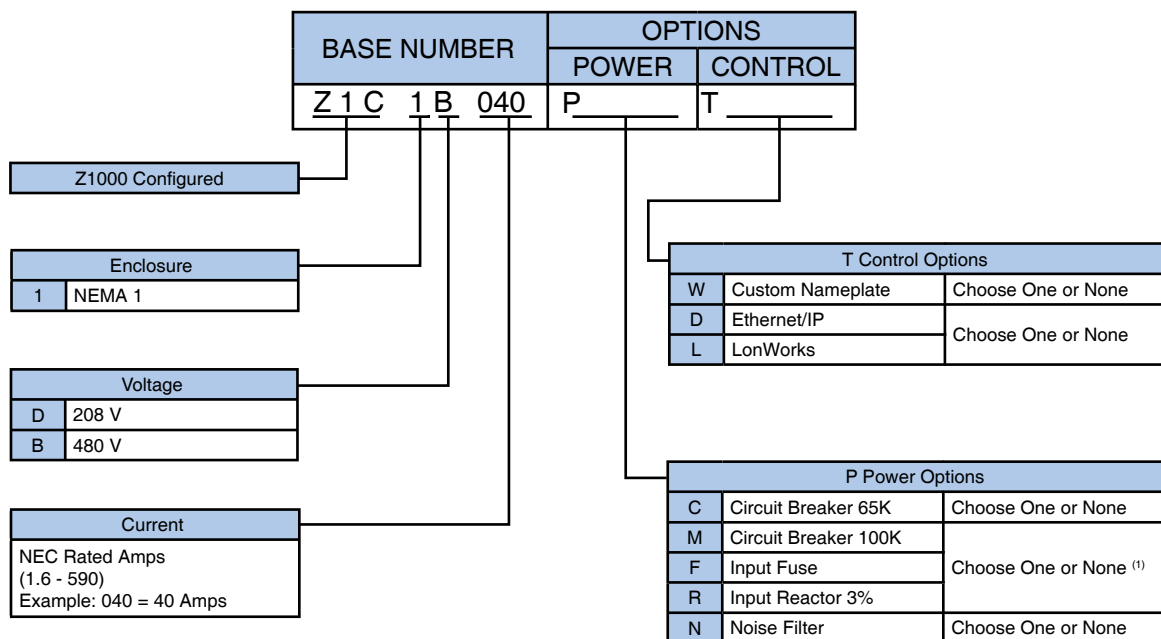 BASE NUMBER
OPTIONS
POWER
CONTROL
Z 1 C 1 B 040
P
T
Z1000 Configured
Enclosure
1 NEMA 1
Voltage
D 208 V
B 480 V
Current
NEC Rated Amps
(1.6 - 590)
Example: 040 = 40 Amps
T Control Options
W Custom Nameplate Choose One or None
D Ethernet/IP
Choose One or None
L LonWorks
P Power Options
C Circuit Breaker 65K Choose One or None
M Circuit Breaker 100K
F Input Fuse Choose One or None (1)
R Input Reactor 3%
N Noise Filter Choose One or None